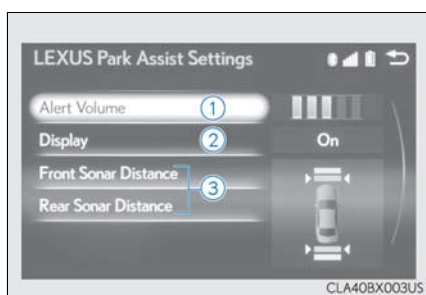 LEXUS Park Assist Settings
Alert Volume 1
Display 2 On
Front Sonar Distance
3
Rear Sonar Distance
CLA40BX003US